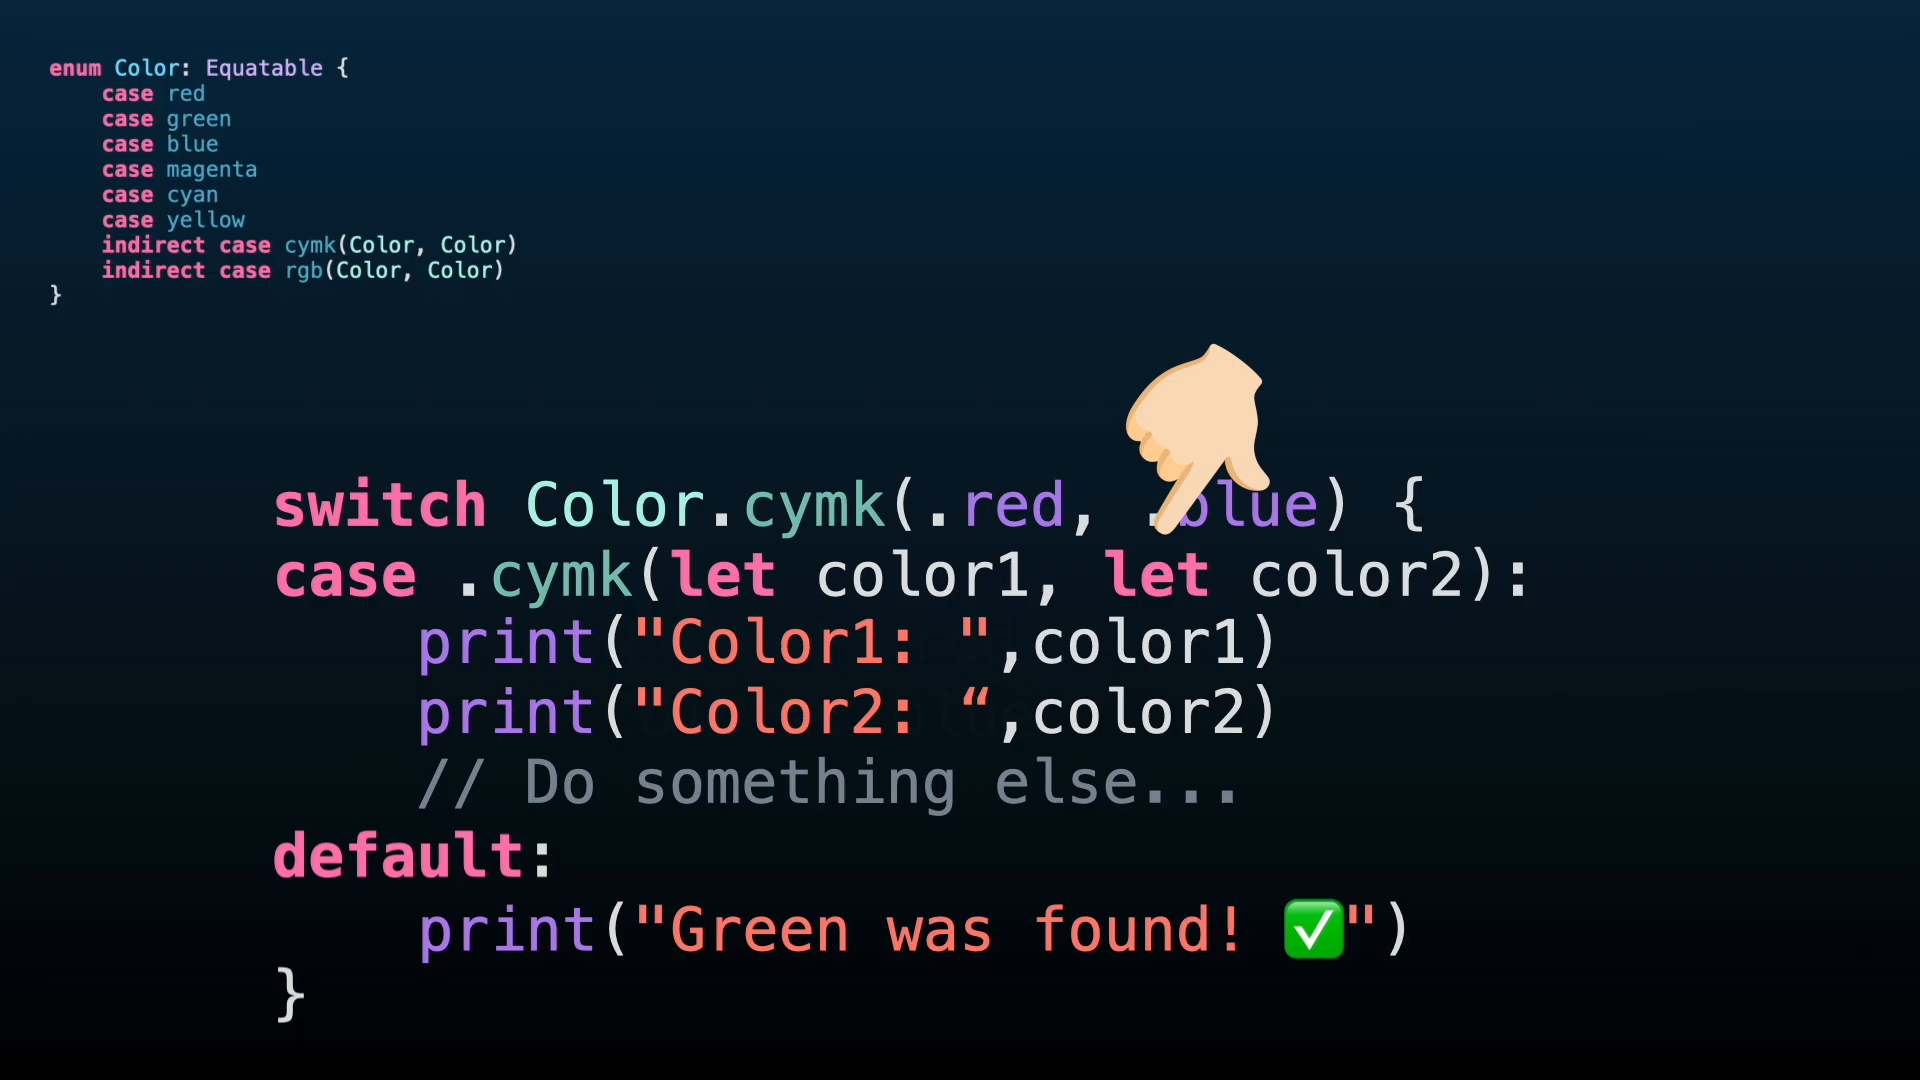 enum Color: Equatable {
case red
case green
case blue
case magenta
case cyan
case yellow
indirect case cymk(Color, Color)
indirect case rgb(Color, Color)
}
switch Color.cymk(.red, .blue) {
case .cymk(let color1, let color2):
print("Color1: ",color1)
print("Color2: “,color2)
// Do something else...
default:
print("Green was found! ✅")
}